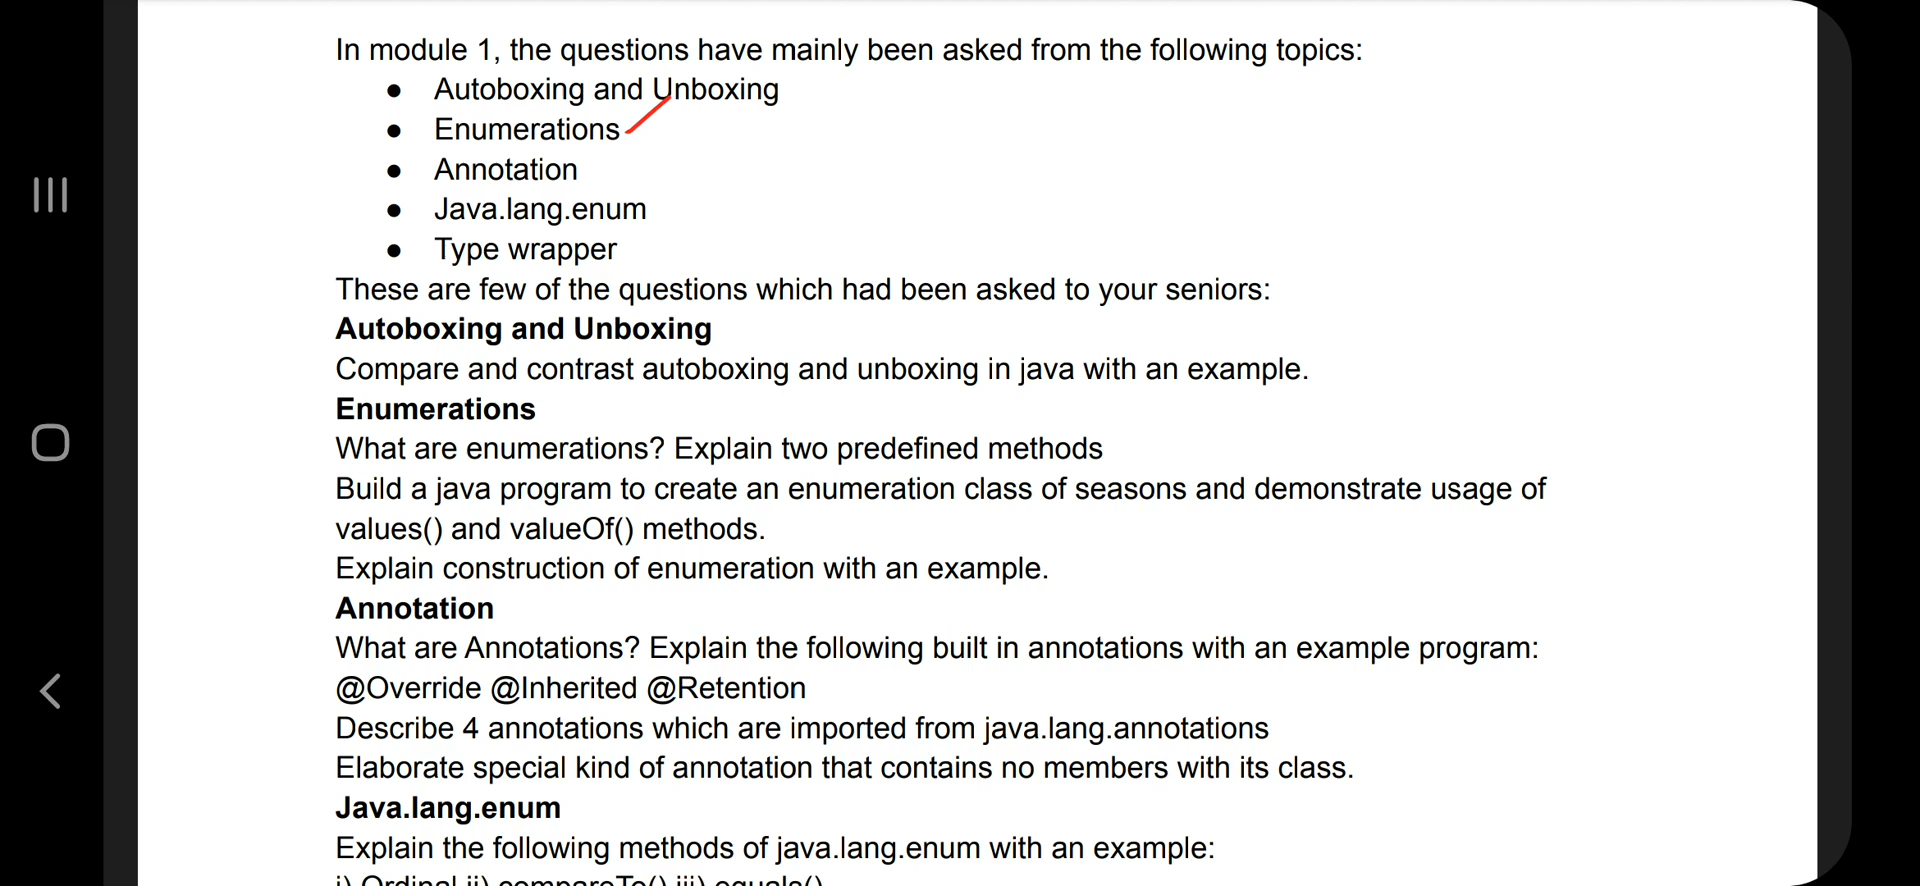 In module 1, the questions have mainly been asked from the following topics:
● Autoboxing and Unboxing
● Enumerations
● Annotation
● Java.lang.enum
● Type wrapper
These are few of the questions which had been asked to your seniors:
Autoboxing and Unboxing
Compare and contrast autoboxing and unboxing in java with an example.
Enumerations
What are enumerations? Explain two predefined methods
Build a java program to create an enumeration class of seasons and demonstrate usage of
values() and valueOf() methods.
Explain construction of enumeration with an example.
Annotation
What are Annotations? Explain the following built in annotations with an example program:
@Override @Inherited @Retention
Describe 4 annotations which are imported from java.lang.annotations
Elaborate special kind of annotation that contains no members with its class.
Java.lang.enum
Explain the following methods of java.lang.enum with an example:
i) Ordinal ii) compareTo() iii) equals()